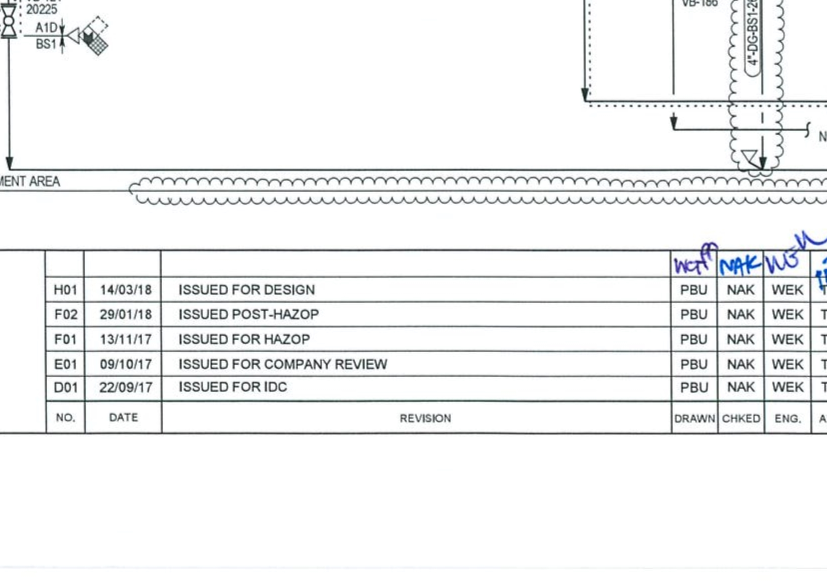 20225
VB-186
A1D
BS1
4"-DG-BS1-2
N
MENT AREA
NAK
H01 14/03/18 ISSUED FOR DESIGN PBU NAK WEK T
F02 29/01/18 ISSUED POST-HAZOP PBU NAK WEK T
F01 13/11/17 ISSUED FOR HAZOP PBU NAK WEK T
E01 09/10/17 ISSUED FOR COMPANY REVIEW PBU NAK WEK T
D01 22/09/17 ISSUED FOR IDC PBU NAK WEK T
NO. DATE REVISION DRAWN CHKED ENG. A